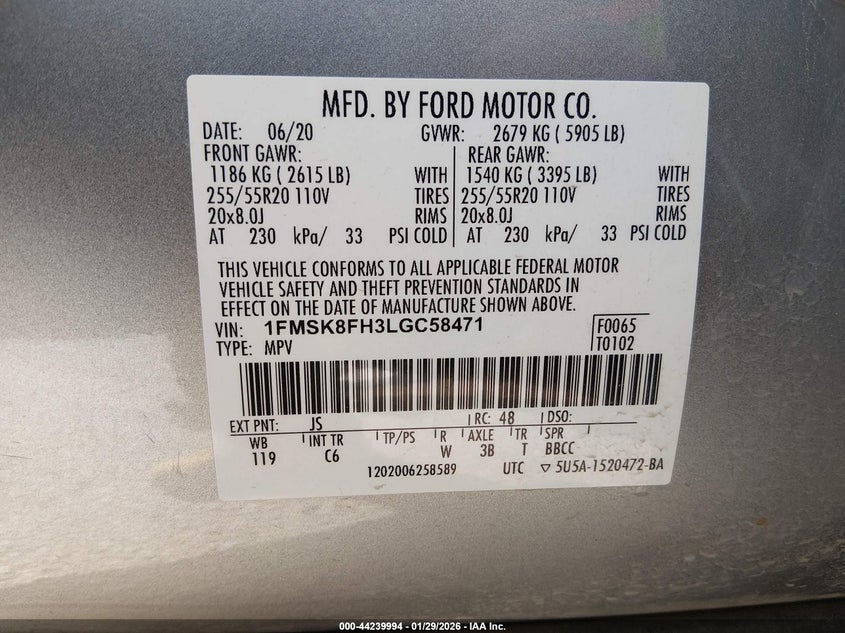 MFD. BY FORD MOTOR CO.
DATE: 06/20 GVWR: 2679 KG ( 5905 LB)
FRONT GAWR: REAR GAWR:
1186 KG ( 2615 LB) WITH 1540 KG ( 3395 LB) WITH
255/55R20 110V TIRES 255/55R20 110V TIRES
20x8.0J RIMS 20x8.0J RIMS
AT 230 kPa/ 33 PSI COLD AT 230 kPa/ 33 PSI COLD
THIS VEHICLE CONFORMS TO ALL APPLICABLE FEDERAL MOTOR
VEHICLE SAFETY AND THEFT PREVENTION STANDARDS IN
EFFECT ON THE DATE OF MANUFACTURE SHOWN ABOVE.
VIN: 1FMSK8FH3LGC58471 F0065
TYPE: MPV T0102
EXT PNT: JS RC: 48 DSO:
WB INT TR TP/PS R AXLE TR SPR
119 C6 W 3B T BBCC
1202006258589 UTC ▽ 5U5A-1520472-BA
000-44239994 | 01/29/2026 - IAA Inc.